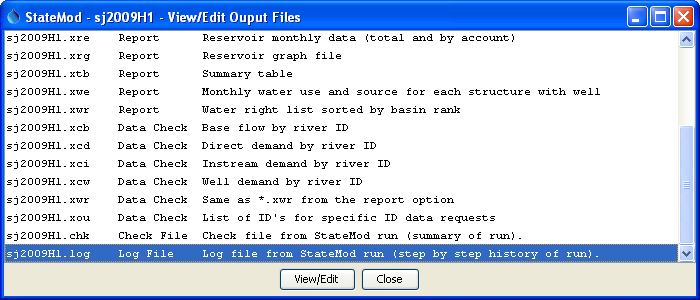 StateMod - sj2009H1 - View/Edit Ouput Files
sj2009H1.xre Report Reservoir monthly data (total and by account)
sj2009H1.xrg Report Reservoir graph file
sj2009H1.xtb Report Summary table
sj2009H1.xwe Report Monthly water use and source for each structure with well
sj2009H1.xwr Report Water right list sorted by basin rank
sj2009H1.xcb Data Check Base flow by river ID
sj2009H1.xcd Data Check Direct demand by river ID
sj2009H1.xci Data Check Instream demand by river ID
sj2009H1.xcw Data Check Well demand by river ID
sj2009H1.xwr Data Check Same as *.xwr from the report option
sj2009H1.xou Data Check List of ID's for specific ID data requests
sj2009H1.chk Check File Check file from StateMod run (summary of run).
sj2009H1.log Log File Log file from StateMod run (step by step history of run).
View/Edit Close